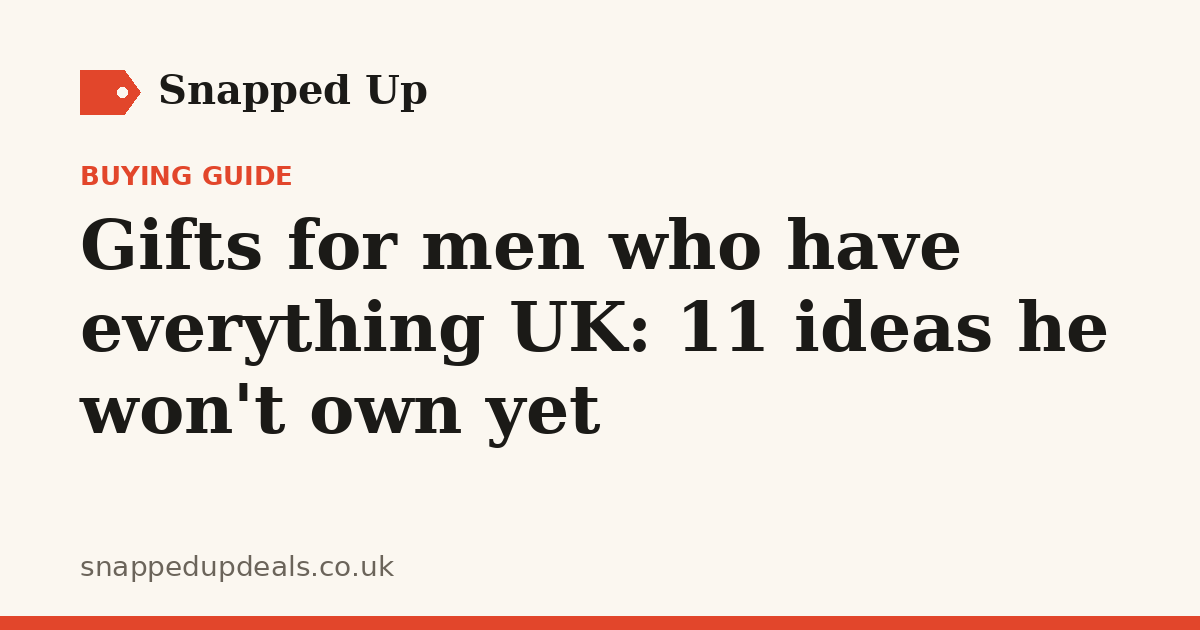 Snapped Up
BUYING GUIDE
Gifts for men who have
everything UK: 11 ideas he
won't own yet
snappedupdeals.co.uk